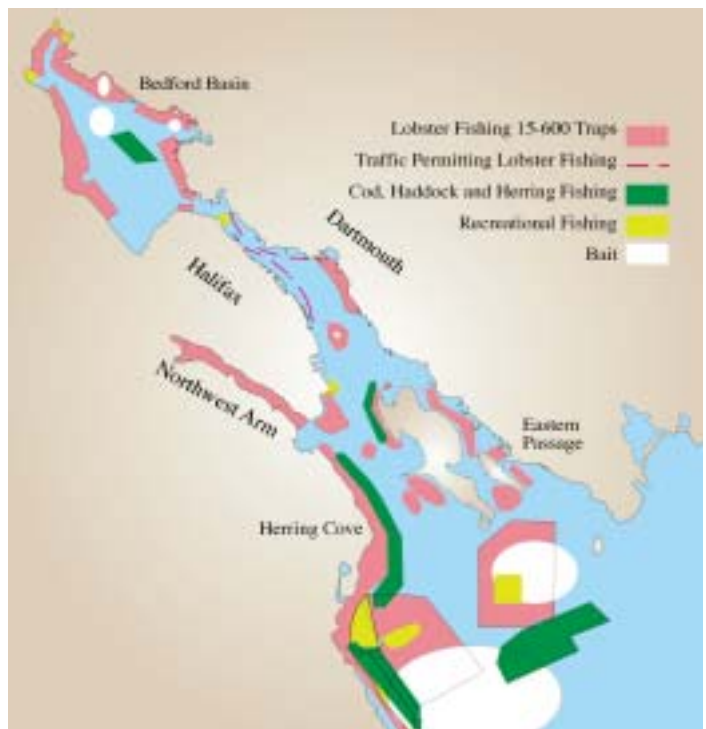 Bedford Basin
Lobster Fishing 15-600 Traps
Traffic Permitting Lobster Fishing
Cod, Haddock and Herring Fishing
Recreational Fishing
Bait
Dartmouth
Halifax
Northwest Arm
Eastern
Passage
Herring Cove